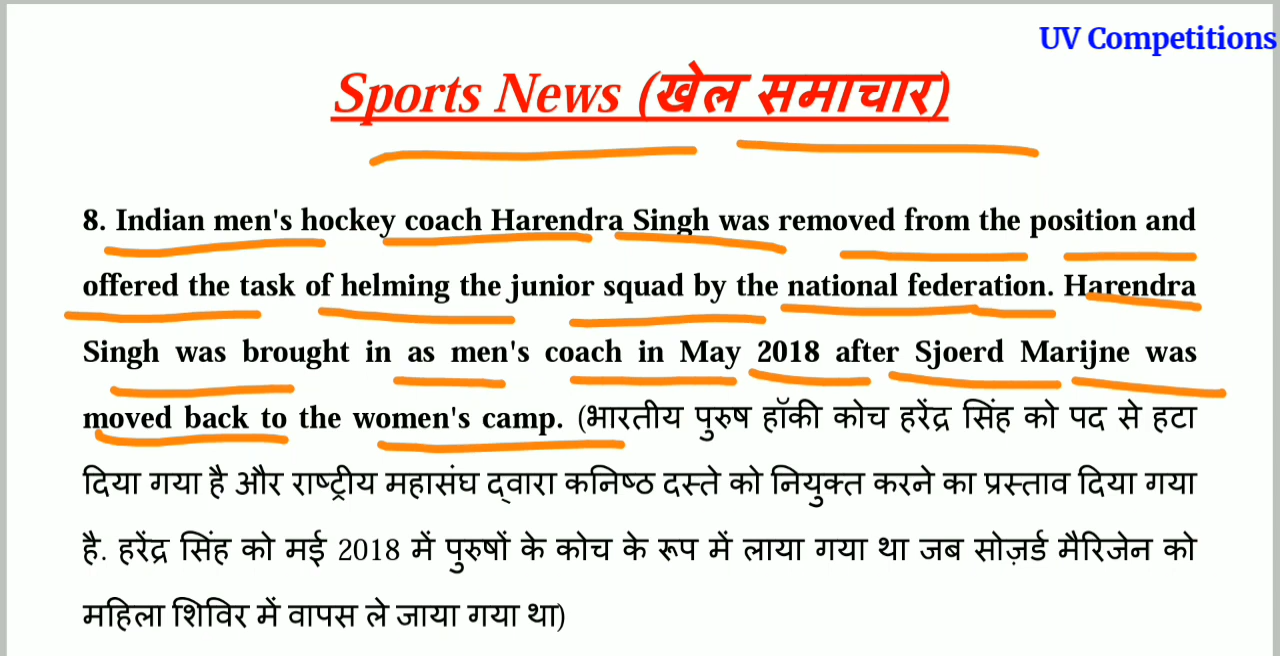 UV Competitions
Sports News (खेल समाचार)
8. Indian men's hockey coach Harendra Singh was removed from the position and
offered the task of helming the junior squad by the national federation. Harendra
Singh was brought in as men's coach in May 2018 after Sjoerd Marijne was
moved back to the women's camp. (भारतीय पुरुष हॉकी कोच हरेंद्र सिंह को पद से हटा
दिया गया है और राष्ट्रीय महासंघ द्वारा कनिष्ठ दस्ते को नियुक्त करने का प्रस्ताव दिया गया
है. हरेंद्र सिंह को मई 2018 में पुरुषों के कोच के रूप में लाया गया था जब सोज़र्ड मैरिजेन को
महिला शिविर में वापस ले जाया गया था)